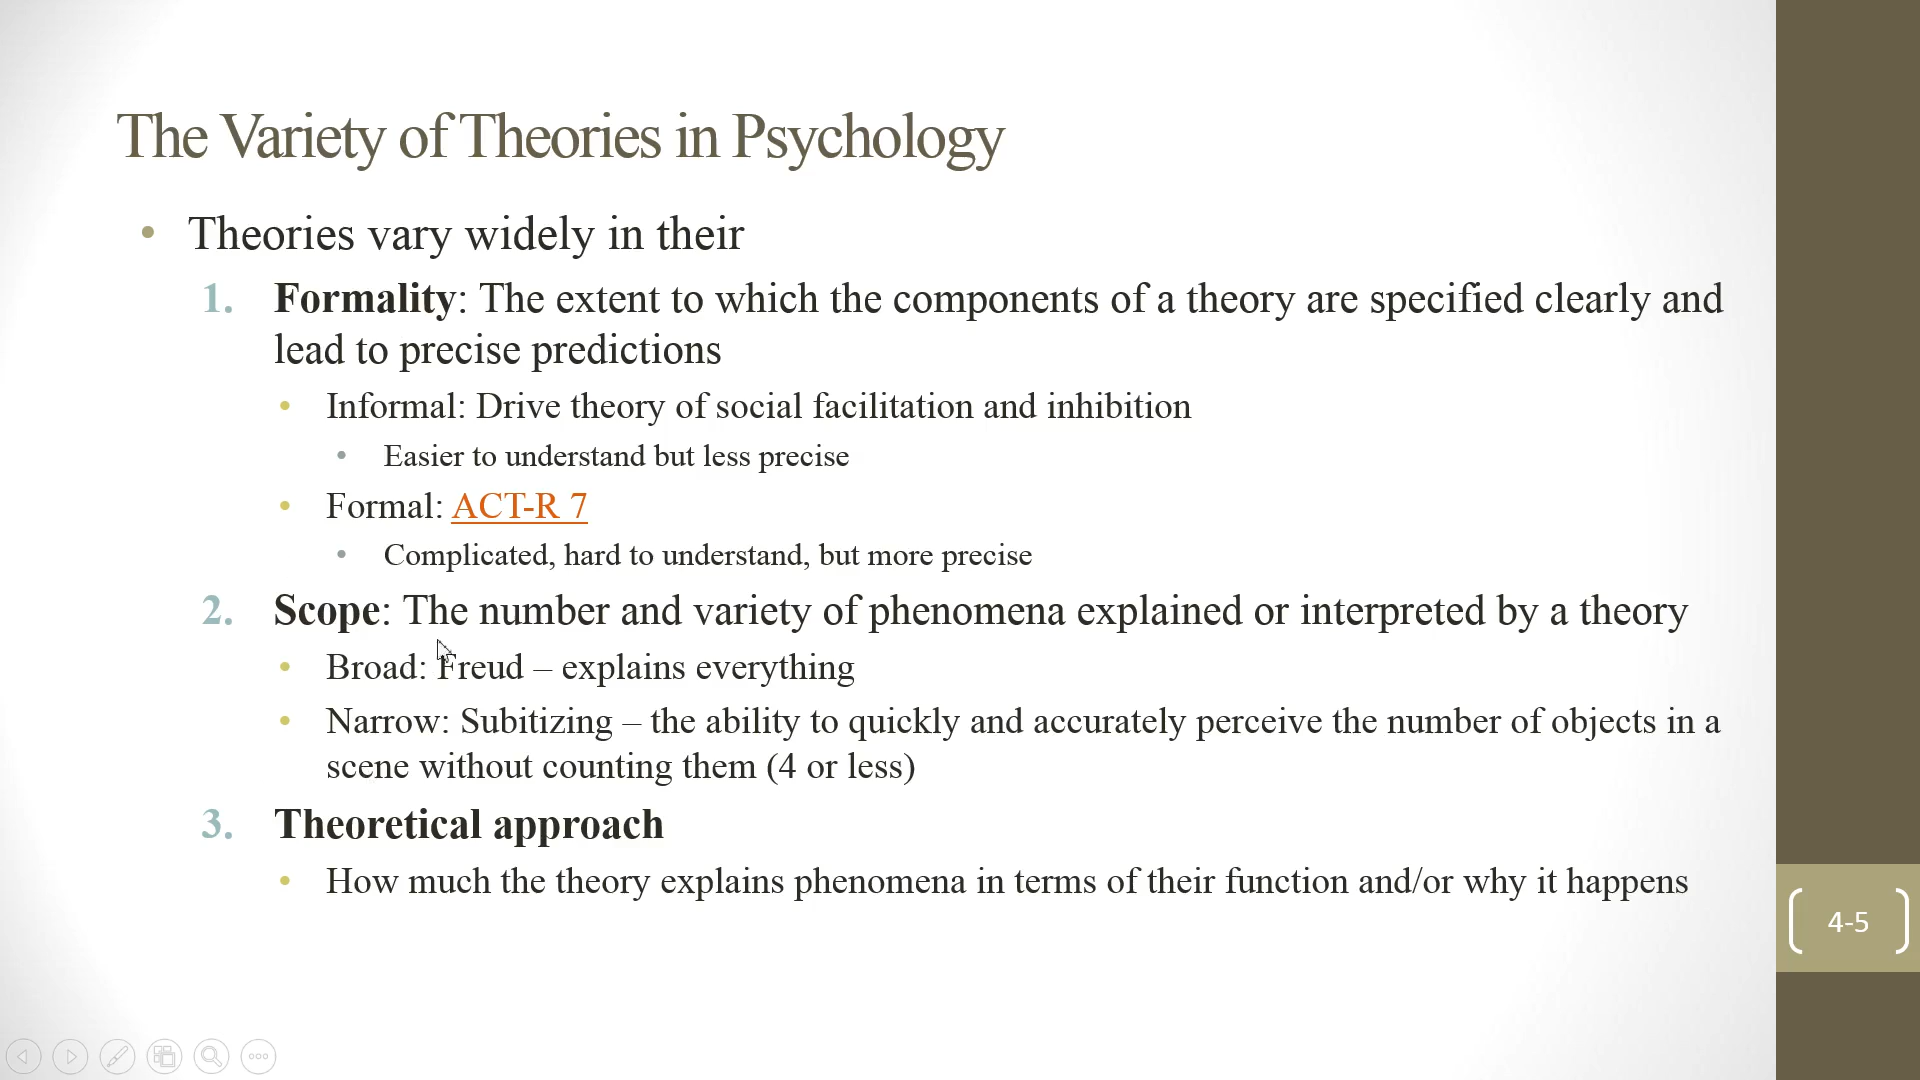 The Variety of Theories in Psychology
• Theories vary widely in their
1. Formality: The extent to which the components of a theory are specified clearly and
lead to precise predictions
• Informal: Drive theory of social facilitation and inhibition
• Easier to understand but less precise
• Formal: ACT-R 7
• Complicated, hard to understand, but more precise
2. Scope: The number and variety of phenomena explained or interpreted by a theory
• Broad: Freud – explains everything
• Narrow: Subitizing – the ability to quickly and accurately perceive the number of objects in a
scene without counting them (4 or less)
3. Theoretical approach
• How much the theory explains phenomena in terms of their function and/or why it happens
4-5